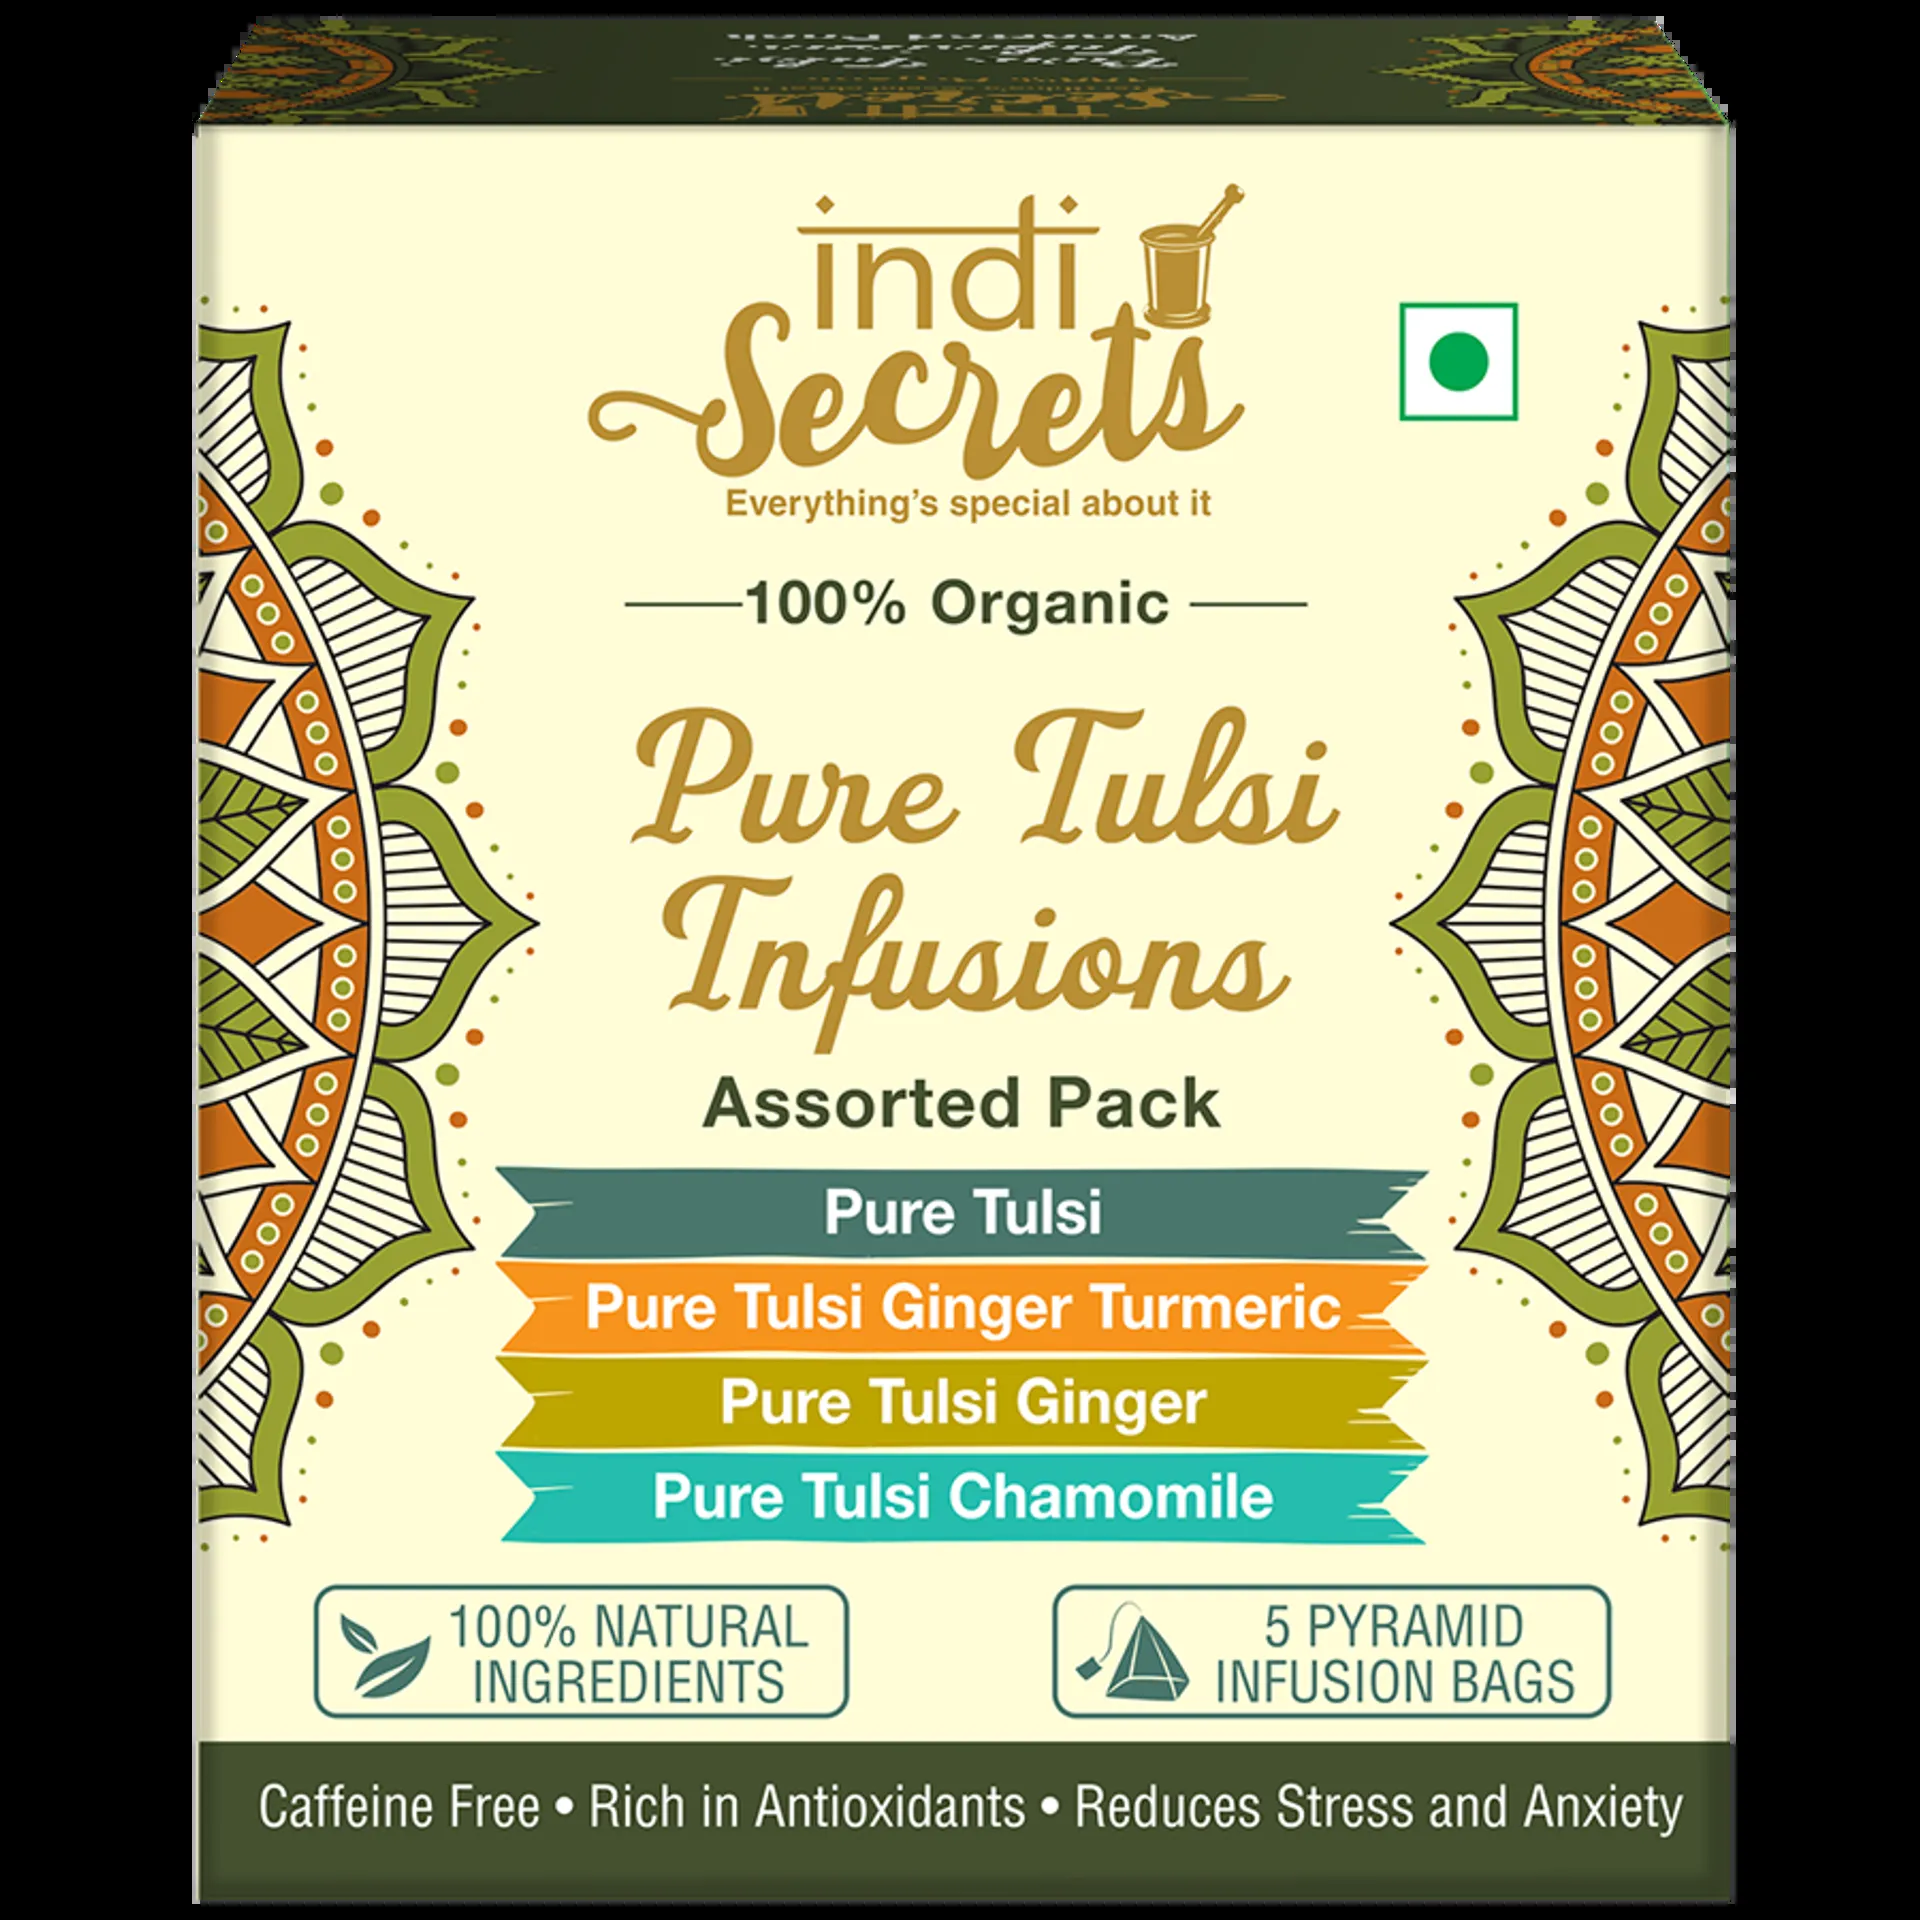 indi
Secrets
Everything's special about it
100% Organic
Pure Tulsi
Infusions
Assorted Pack
Pure Tulsi
Pure Tulsi Ginger Turmeric
Pure Tulsi Ginger
Pure Tulsi Chamomile
100% NATURAL
INGREDIENTS
5 PYRAMID
INFUSION BAGS
Caffeine Free • Rich in Antioxidants • Reduces Stress and Anxiety